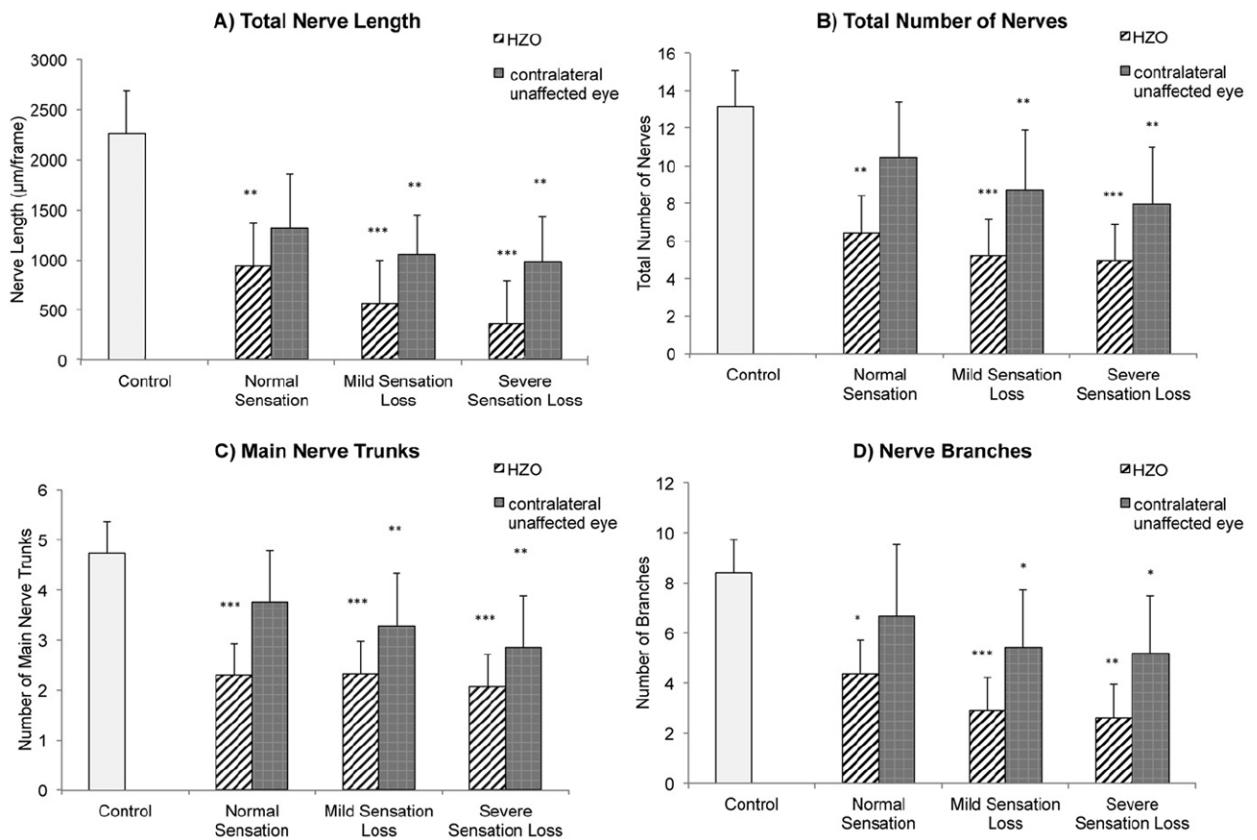 A) Total Nerve Length
HZO
contralateral
unaffected eye
3000
2500
2000
1500
1000
500
0
Nerve Length (µm/frame)
**
***
**
***
**
Control
Normal
Sensation
Mild Sensation
Loss
Severe
Sensation Loss
B) Total Number of Nerves
HZO
contralateral
unaffected eye
16
14
12
10
8
6
4
2
0
Total Number of Nerves
**
***
**
***
**
Control
Normal
Sensation
Mild Sensation
Loss
Severe
Sensation Loss
C) Main Nerve Trunks
HZO
contralateral
unaffected eye
6
5
4
3
2
1
0
Number of Main Nerve Trunks
***
***
**
***
**
Control
Normal
Sensation
Mild Sensation
Loss
Severe
Sensation Loss
D) Nerve Branches
HZO
contralateral
unaffected eye
12
10
8
6
4
2
0
Number of Branches
*
***
*
**
*
Control
Normal
Sensation
Mild Sensation
Loss
Severe
Sensation Loss